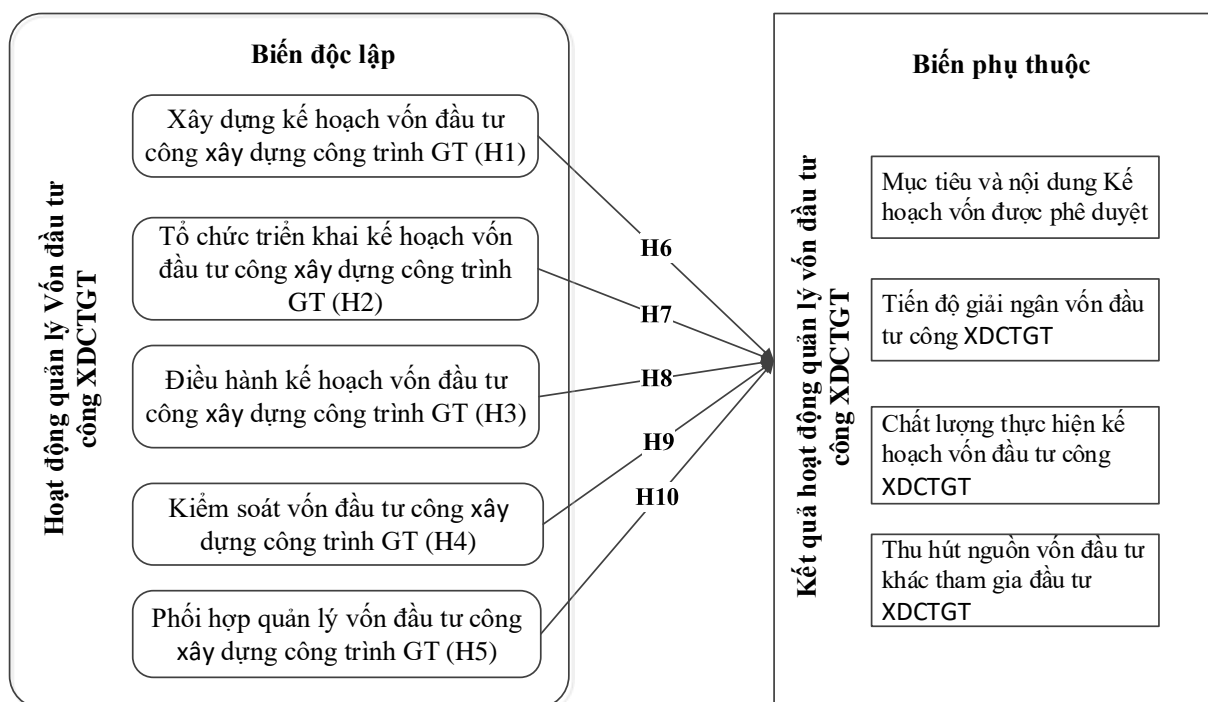 Hoạt động quản lý Vốn đầu tư
công XDCTGT
Biến độc lập
Xây dựng kế hoạch vốn đầu tư
công xây dựng công trình GT (H1)
Tổ chức triển khai kế hoạch vốn
đầu tư công xây dựng công trình
GT (H2)
Điều hành kế hoạch vốn đầu tư
công xây dựng công trình GT (H3)
Kiểm soát vốn đầu tư công xây
dựng công trình GT (H4)
Phối hợp quản lý vốn đầu tư công
xây dựng công trình GT (H5)
H6
H7
H8
H9
H10
Kết quả hoạt động quản lý vốn đầu tư
công XDCTGT
Biến phụ thuộc
Mục tiêu và nội dung Kế
hoạch vốn được phê duyệt
Tiến độ giải ngân vốn đầu
tư công XDCTGT
Chất lượng thực hiện kế
hoạch vốn đầu tư công
XDCTGT
Thu hút nguồn vốn đầu tư
khác tham gia đầu tư
XDCTGT